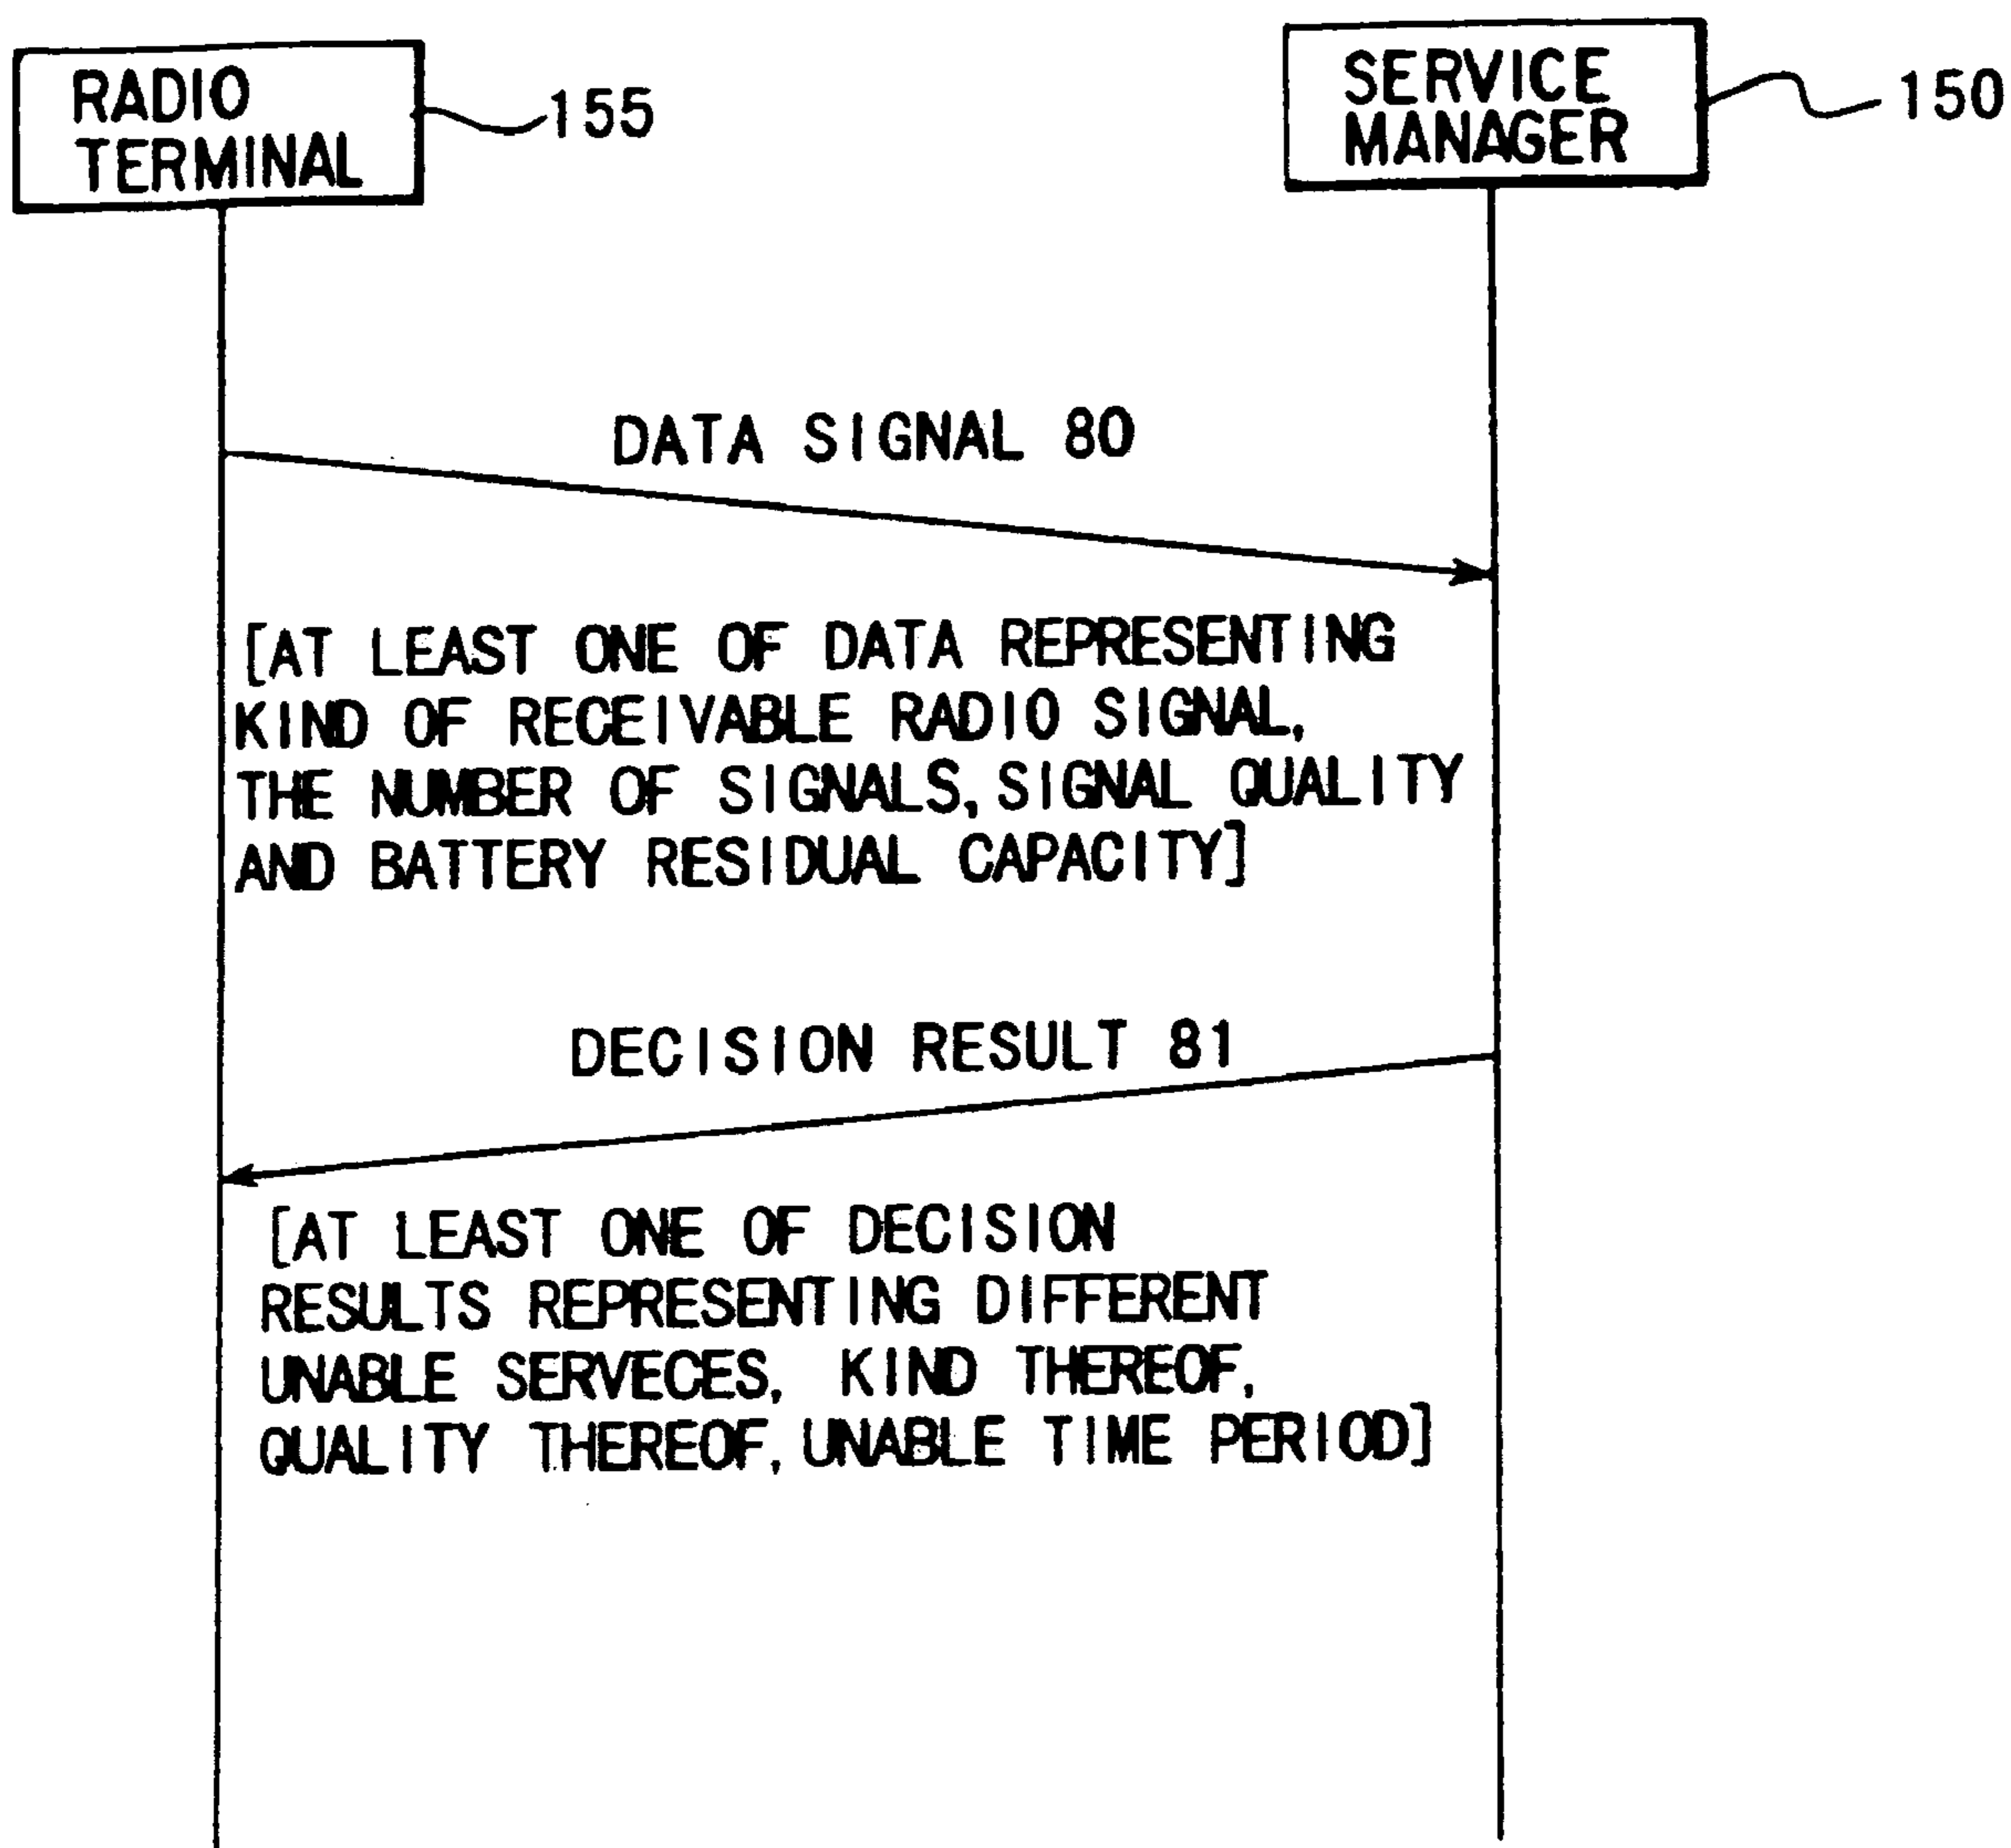 RADIO
TERMINAL
155
SERVICE
MANAGER
150
DATA SIGNAL 80
[AT LEAST ONE OF DATA REPRESENTING
KIND OF RECEIVABLE RADIO SIGNAL,
THE NUMBER OF SIGNALS, SIGNAL QUALITY
AND BATTERY RESIDUAL CAPACITY]
DECISION RESULT 81
[AT LEAST ONE OF DECISION
RESULTS REPRESENTING DIFFERENT
UNABLE SERVECES, KIND THEREOF,
QUALITY THEREOF, UNABLE TIME PERIOD]